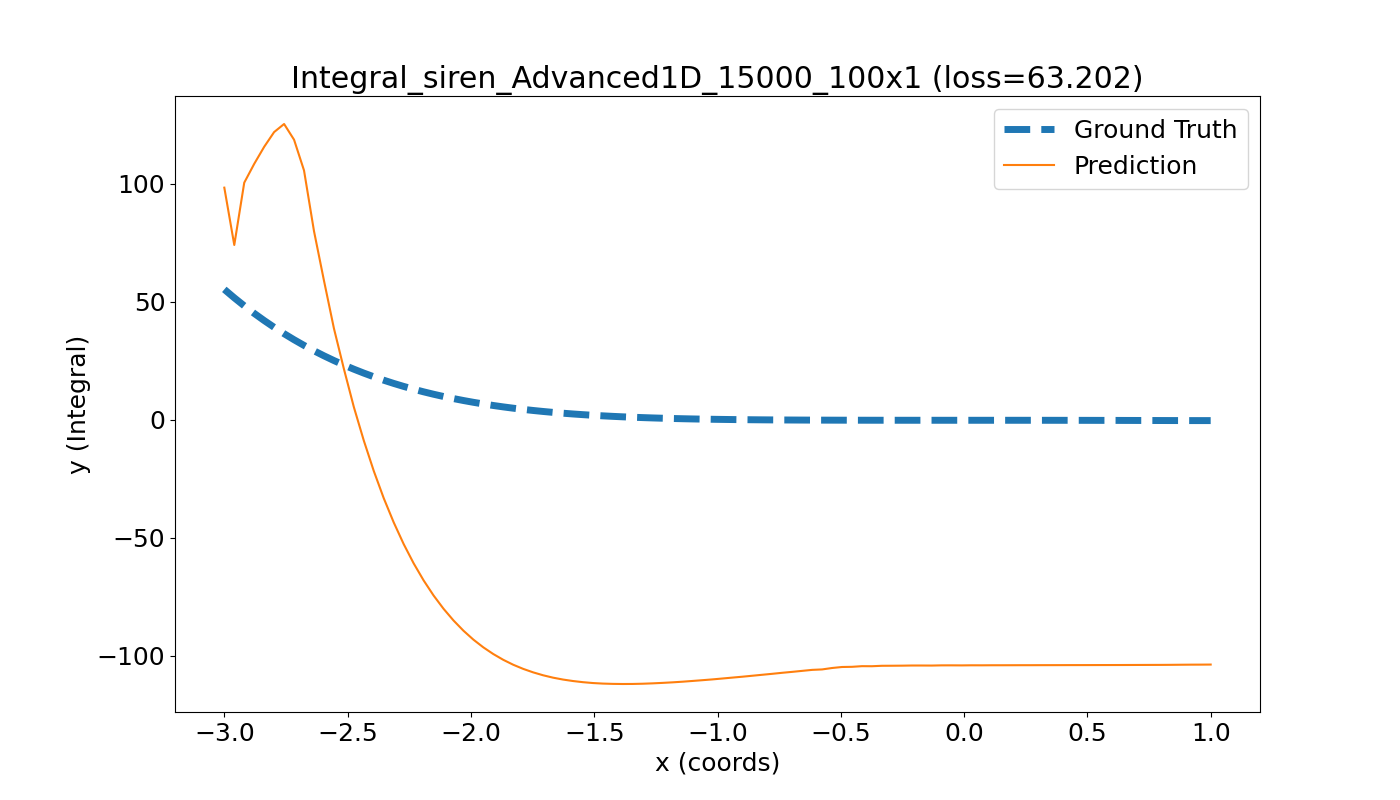 Integral_siren_Advanced1D_15000_100x1 (loss=63.202)
Ground Truth
Prediction
y (Integral)
100
50
0
−50
−100
−3.0 −2.5 −2.0 −1.5 −1.0 −0.5 0.0 0.5 1.0
x (coords)